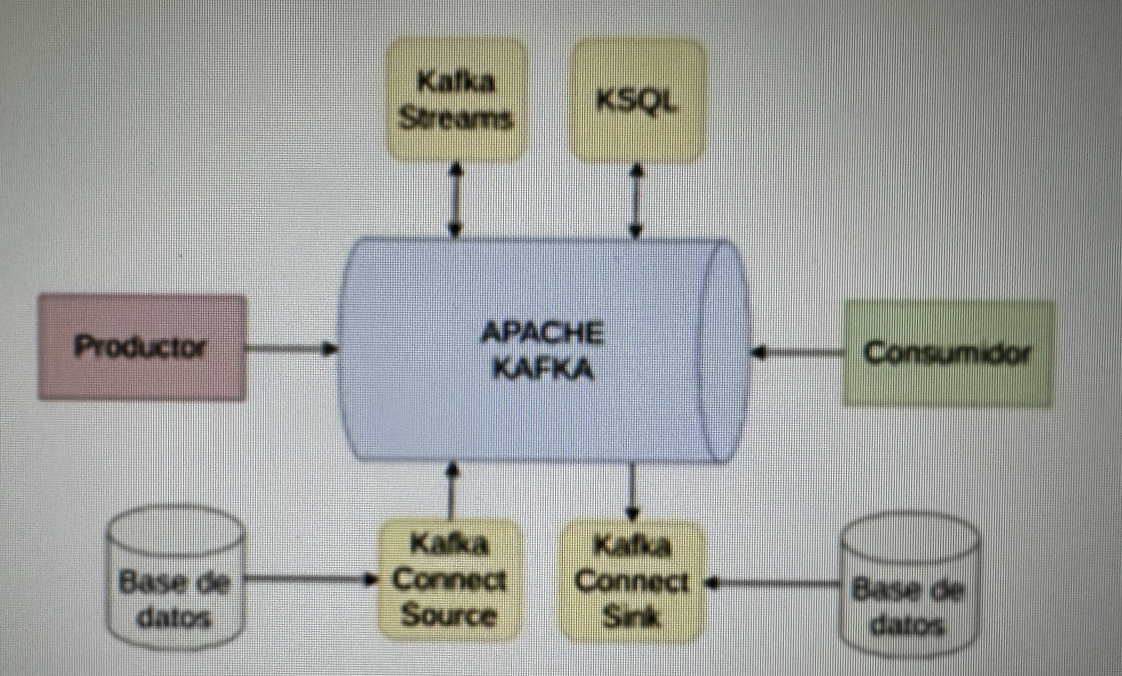 Kafka
Streams
KSQL
Productor
APACHE
KAFKA
Consumidor
Base de
datos
Kafka
Connect
Source
Kafka
Connect
Sink
Base de
datos